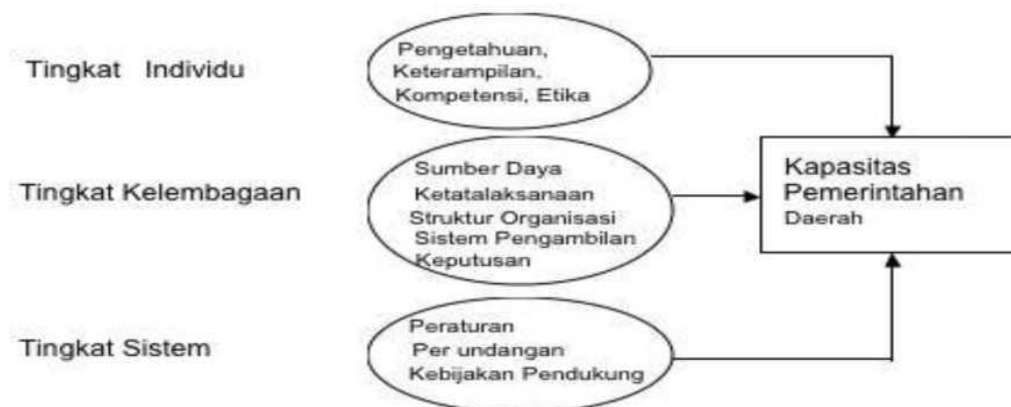 Tingkat Individu
Pengetahuan,
Keterampilan,
Kompetensi, Etika
Tingkat Kelembagaan
Sumber Daya
Ketatalaksanaan
Struktur Organisasi
Sistem Pengambilan
Keputusan
Kapasitas
Pemerintahan
Daerah
Tingkat Sistem
Peraturan
Per undangan
Kebijakan Pendukung